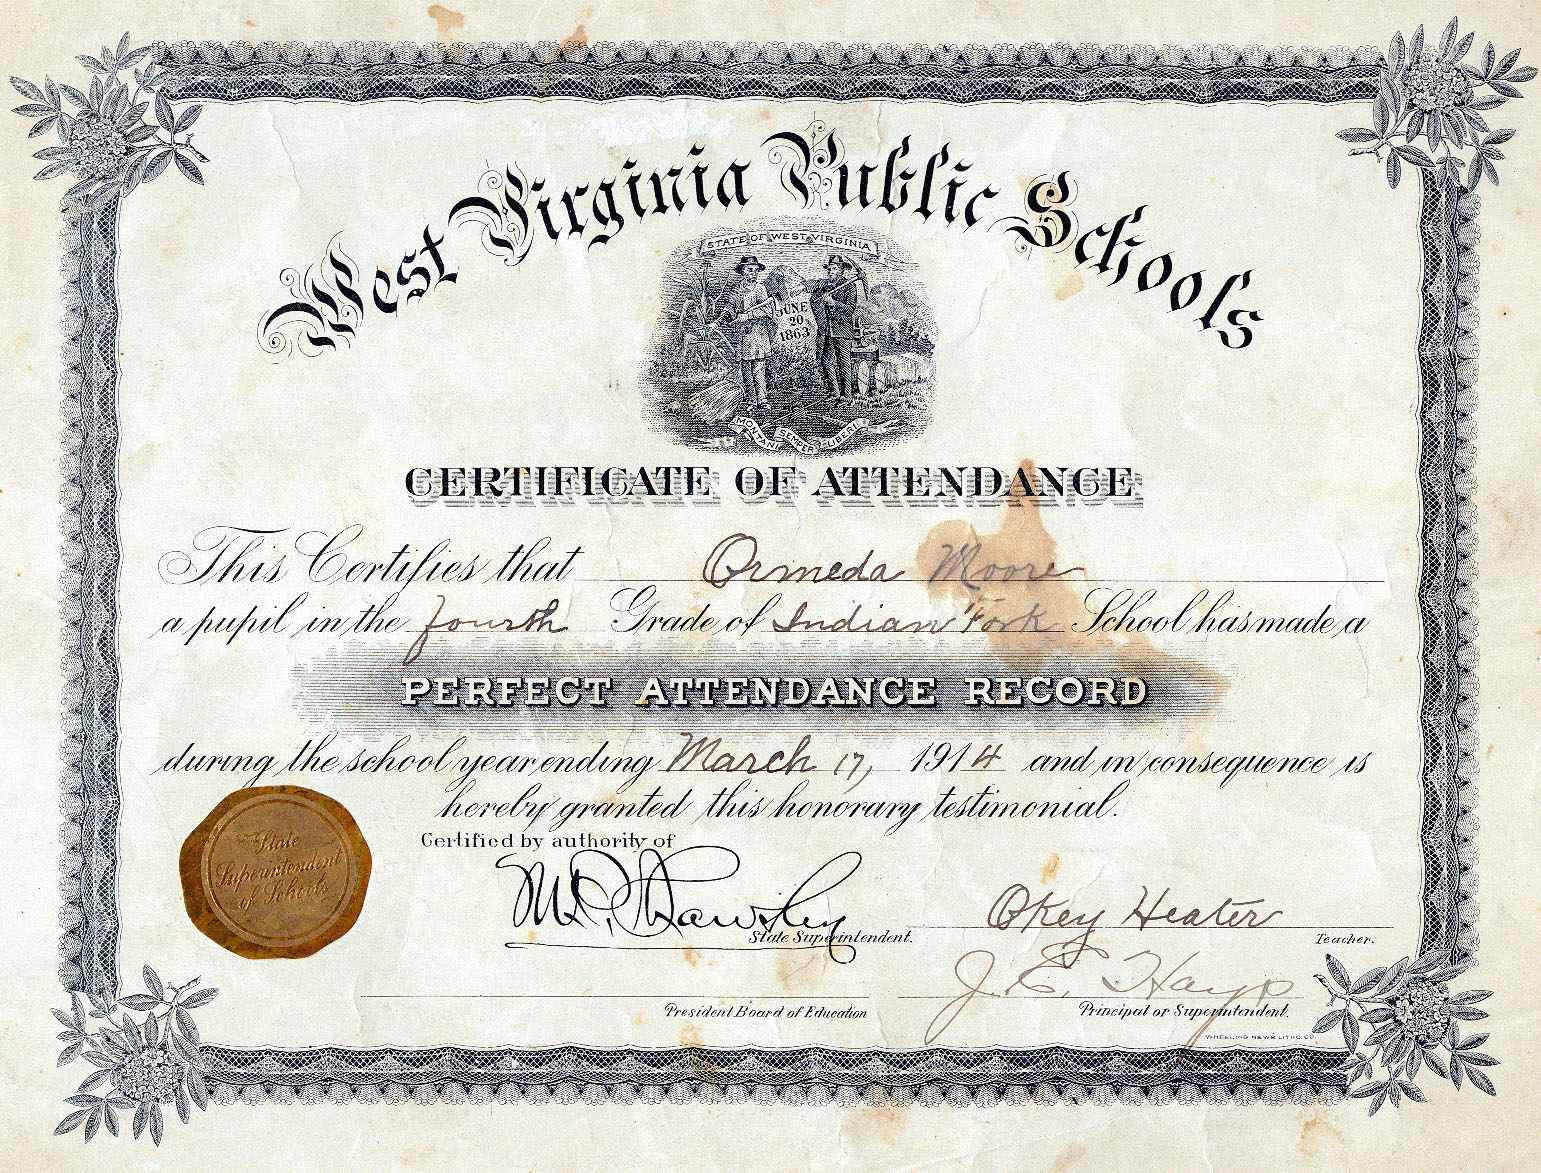 West Virginia Public Schools
STATE OF WEST VIRGINIA
JUNE
20
1863
MONTANI SEMPER LIBERI
CERTIFICATE OF ATTENDANCE
This Certifies that Ormeda Moore
a pupil in the fourth Grade of Indian Fork School has made a
PERFECT ATTENDANCE RECORD
during the school year ending March 17, 1914 and in consequence is
hereby granted this honorary testimonial.
Certified by authority of
State
Superintendent
of Schools
M.P. Shawkey
State Superintendent.
Okey Heater
Teacher.
J. E. Hays
President Board of Education
Principal or Superintendent.
WHEELING NEWS LITHO. CO.